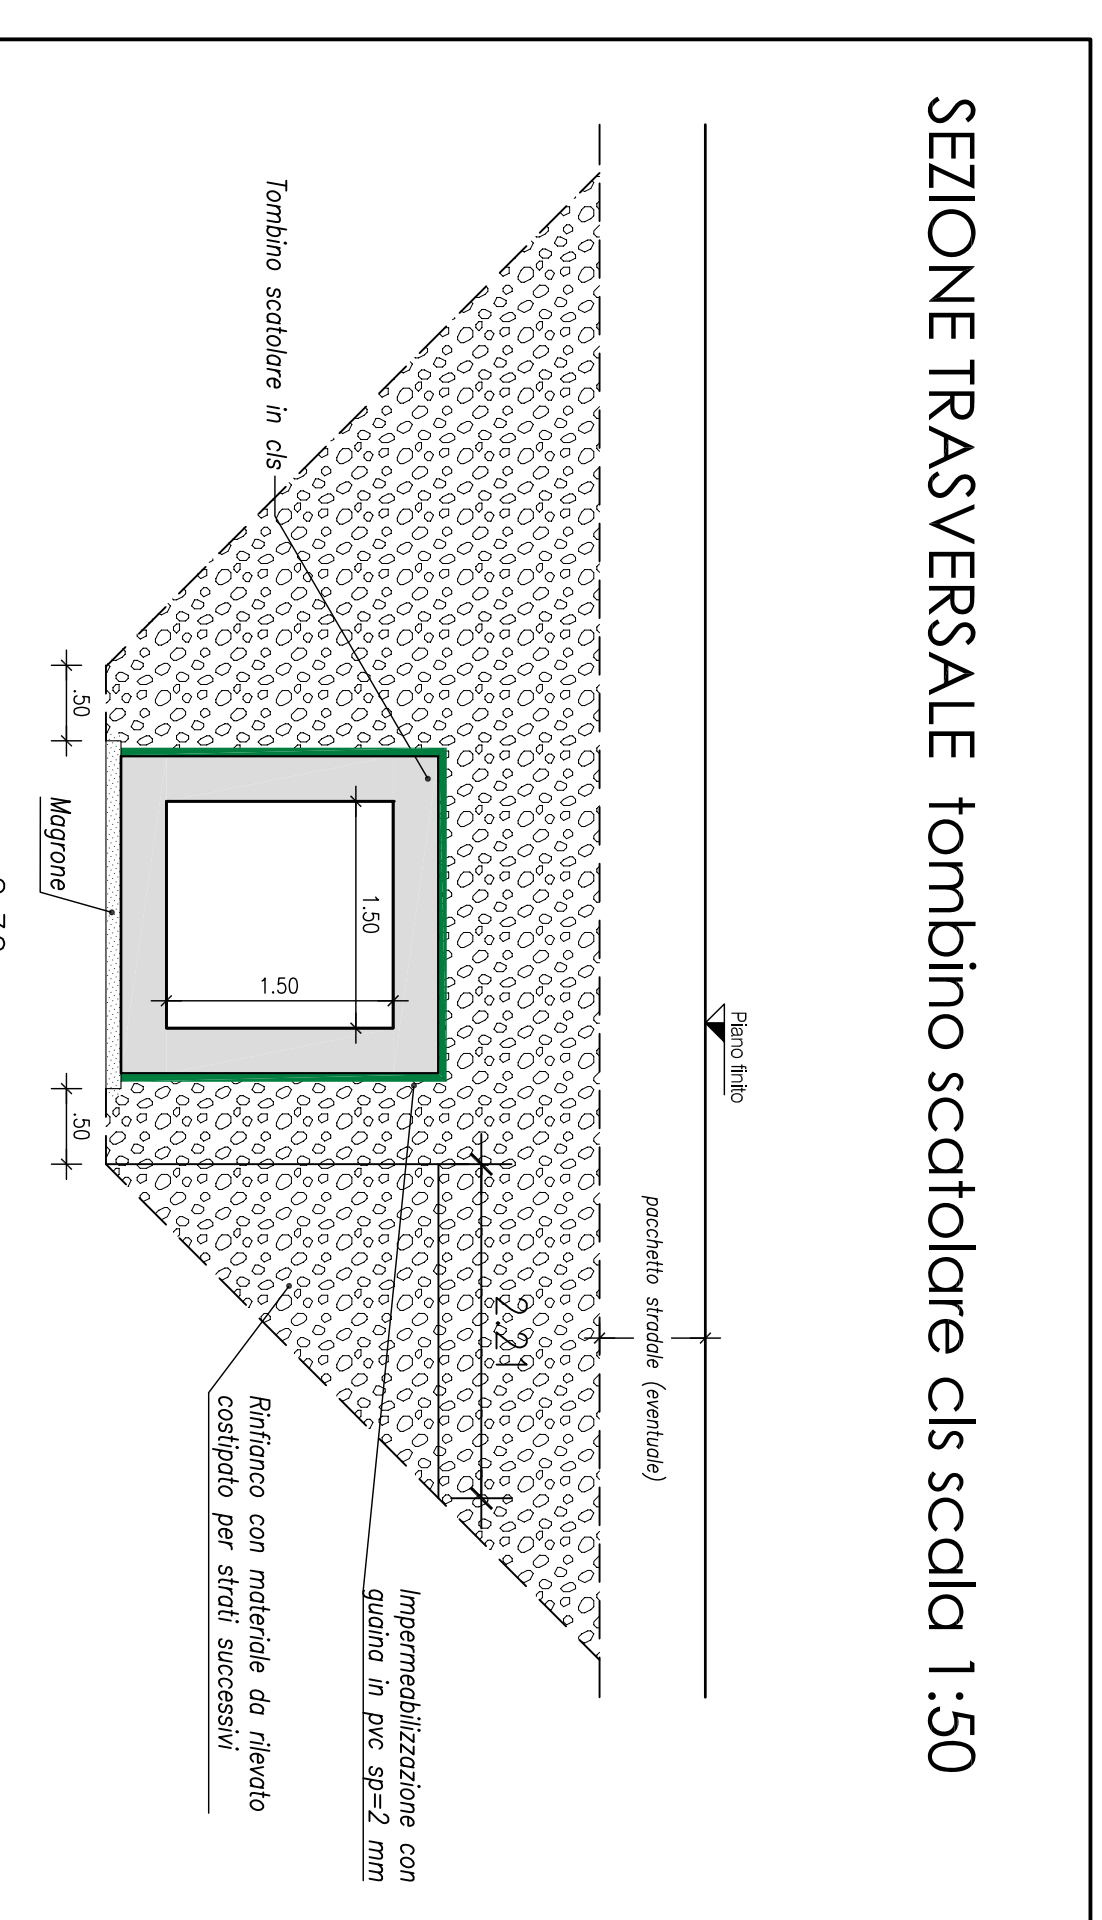 SEZIONE TRASVERSALE tombino scatolare cls scala 1:50
Piano finito
pacchetto stradale (eventuale)
2.21
Tombino scatolare in cls
1.50
1.50
Impermeabilizzazione con
guaina in pvc sp=2 mm
Rinfianco con materiale da rilevato
costipato per strati successivi
.50
.50
Magrone